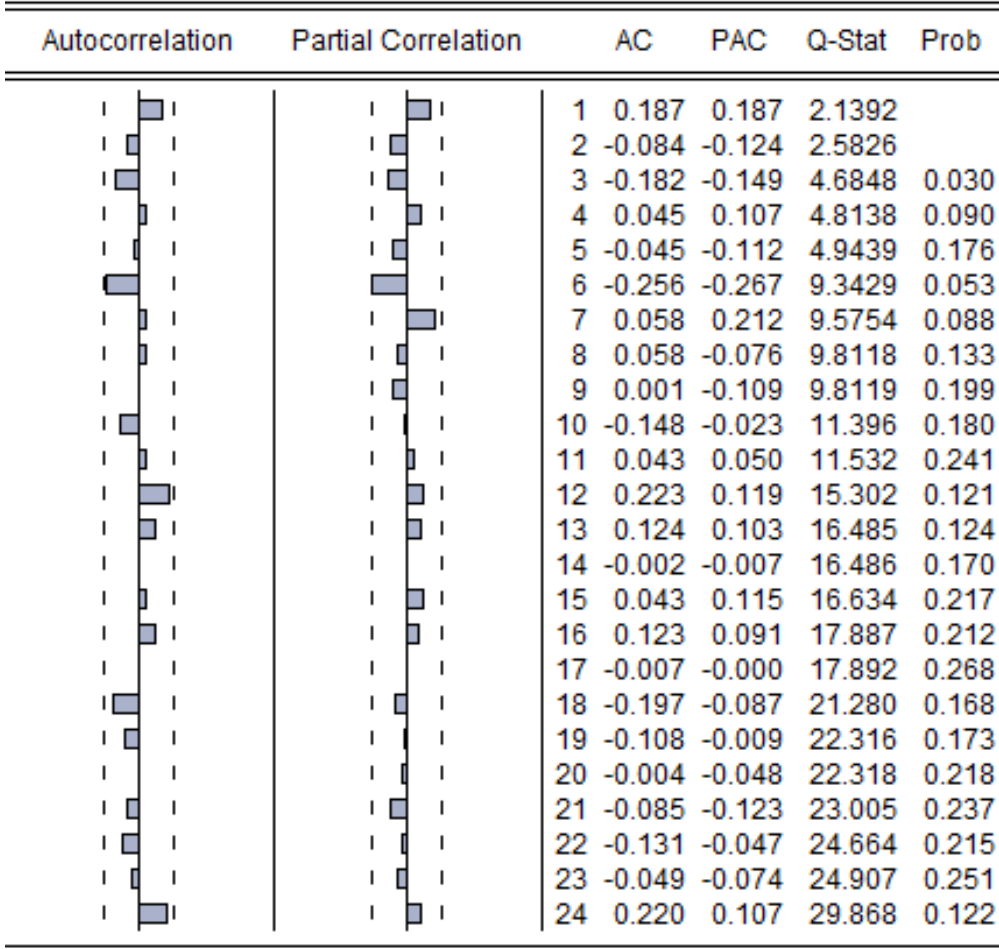 Autocorrelation Partial Correlation AC PAC Q-Stat Prob
1 0.187 0.187 2.1392
2 -0.084 -0.124 2.5826
3 -0.182 -0.149 4.6848 0.030
4 0.045 0.107 4.8138 0.090
5 -0.045 -0.112 4.9439 0.176
6 -0.256 -0.267 9.3429 0.053
7 0.058 0.212 9.5754 0.088
8 0.058 -0.076 9.8118 0.133
9 0.001 -0.109 9.8119 0.199
10 -0.148 -0.023 11.396 0.180
11 0.043 0.050 11.532 0.241
12 0.223 0.119 15.302 0.121
13 0.124 0.103 16.485 0.124
14 -0.002 -0.007 16.486 0.170
15 0.043 0.115 16.634 0.217
16 0.123 0.091 17.887 0.212
17 -0.007 -0.000 17.892 0.268
18 -0.197 -0.087 21.280 0.168
19 -0.108 -0.009 22.316 0.173
20 -0.004 -0.048 22.318 0.218
21 -0.085 -0.123 23.005 0.237
22 -0.131 -0.047 24.664 0.215
23 -0.049 -0.074 24.907 0.251
24 0.220 0.107 29.868 0.122